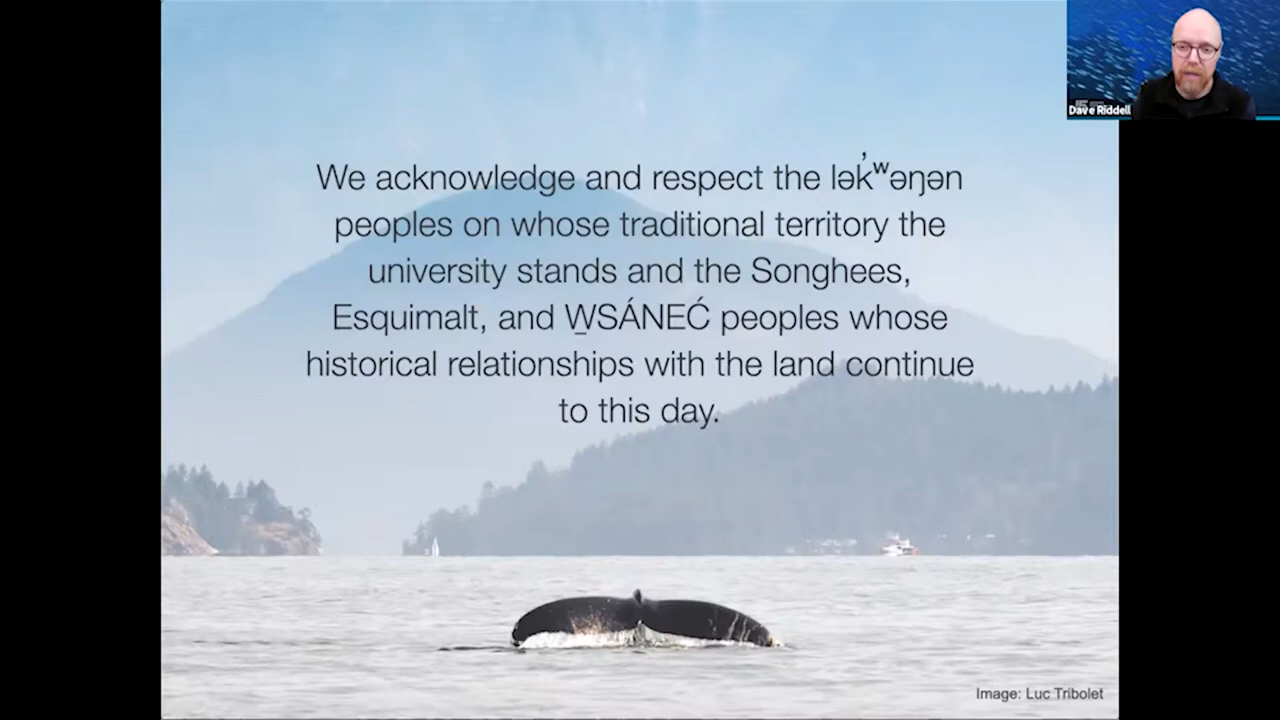 We acknowledge and respect the lək̓ʷəŋən
peoples on whose traditional territory the
university stands and the Songhees,
Esquimalt, and W̱SÁNEĆ peoples whose
historical relationships with the land continue
to this day.
Image: Luc Tribolet
Dave Riddell